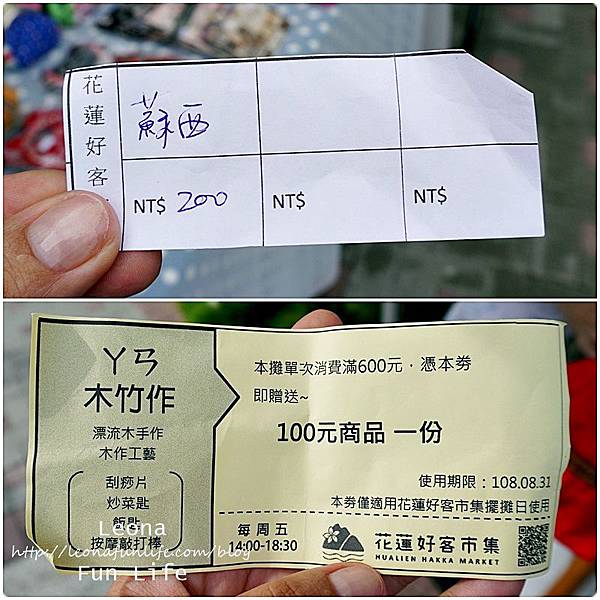 花蓮好客
蘇西
NT$ 200
NT$
NT$
ㄚㄢ
木竹作
漂流木手作
木作工藝
刮痧片
炒菜匙
飯匙
按摩敲打棒
本攤單次消費滿600元，憑本券
即贈送~
100元商品 一份
使用期限：108.08.31
本券僅適用花蓮好客市集擺攤日使用
每周五
14:00-18:30
花蓮好客市集
HUALIEN HAKKA MARKET
Leona
http://leonafunlife.com/blog
Fun Life